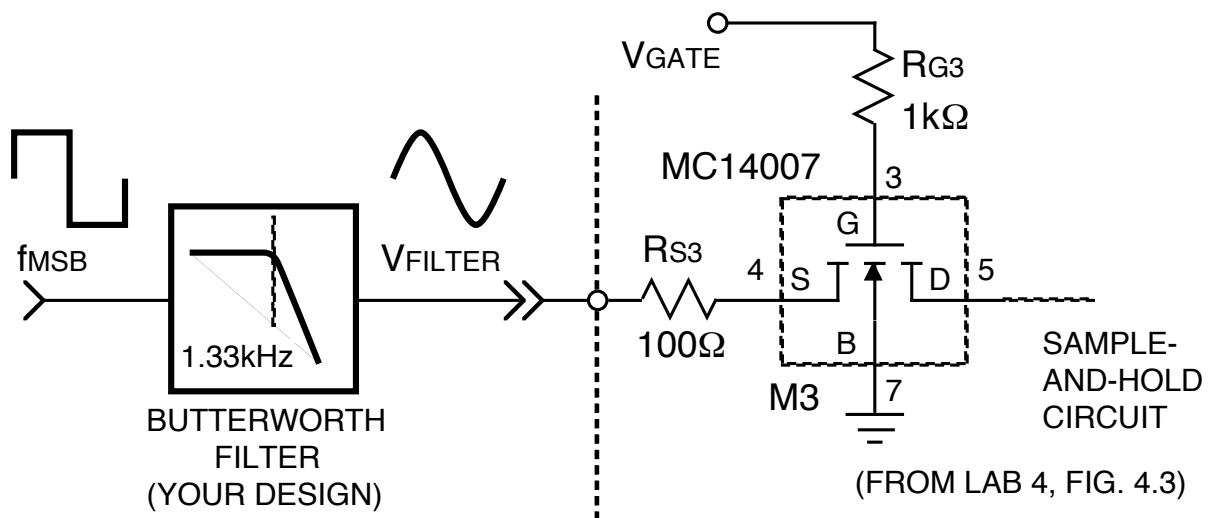 VGATE
RG3
1kΩ
MC14007
3
G
fMSB
VFILTER
RS3
4
S
D
5
1.33kHz
100Ω
B
M3
7
SAMPLE-
AND-HOLD
CIRCUIT
BUTTERWORTH
FILTER
(YOUR DESIGN)
(FROM LAB 4, FIG. 4.3)